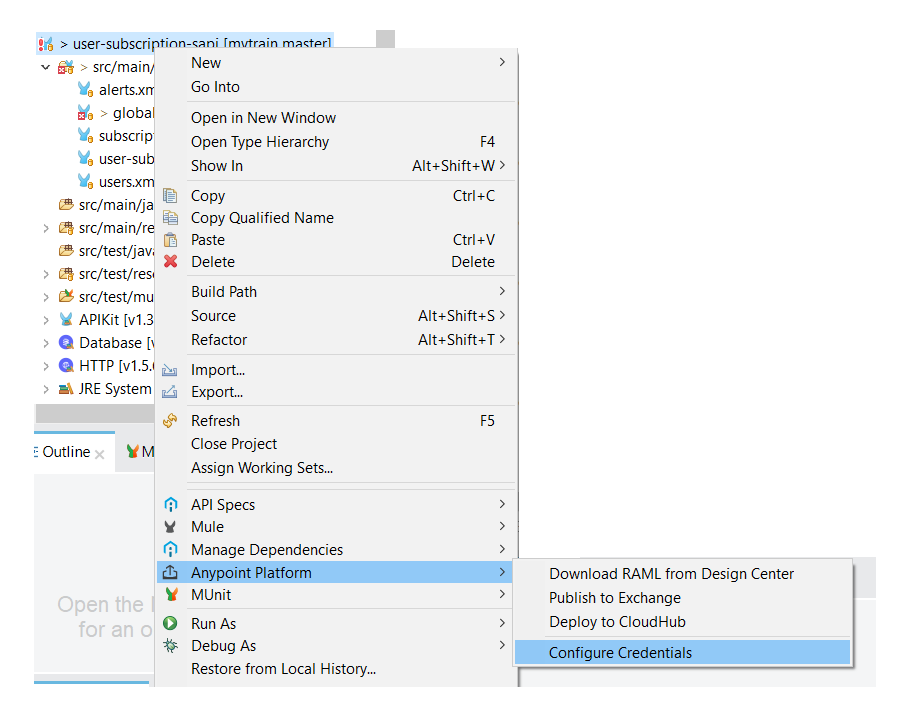 > user-subscription-sapi [mytrain master]
> src/main/
alerts.xm
> global
subscrip
user-sub
users.xm
src/main/ja
src/main/re
src/test/java
src/test/reso
src/test/mu
APIKit [v1.3
Database [v
HTTP [v1.5.
JRE System
Outline
M
Open the
for an o
New
Go Into
Open in New Window
Open Type Hierarchy F4
Show In Alt+Shift+W >
Copy Ctrl+C
Copy Qualified Name
Paste Ctrl+V
Delete Delete
Build Path
Source Alt+Shift+S >
Refactor Alt+Shift+T >
Import...
Export...
Refresh F5
Close Project
Assign Working Sets...
API Specs
Mule
Manage Dependencies
Anypoint Platform
MUnit
Run As
Debug As
Restore from Local History...
Download RAML from Design Center
Publish to Exchange
Deploy to CloudHub
Configure Credentials